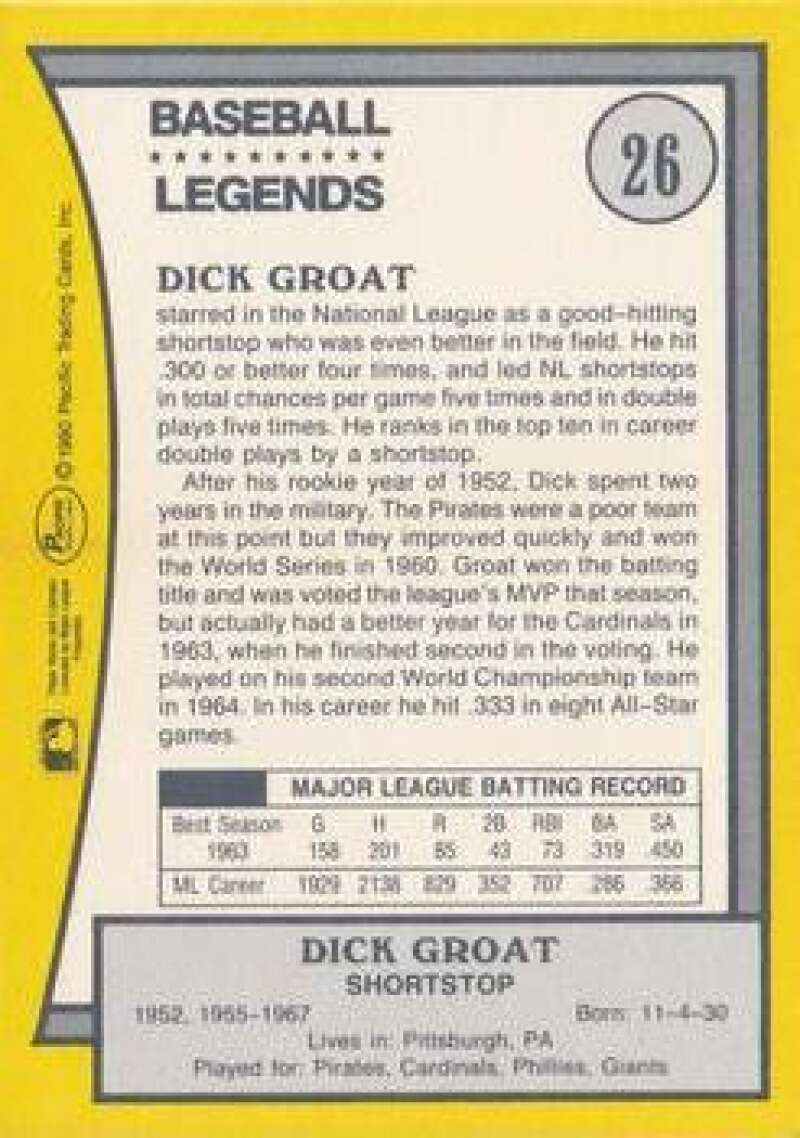 BASEBALL
LEGENDS
26
DICK GROAT
starred in the National League as a good-hitting
shortstop who was even better in the field. He hit
.300 or better four times, and led NL shortstops
in total chances per game five times and in double
plays five times. He ranks in the top ten in career
double plays by a shortstop.
After his rookie year of 1952, Dick spent two
years in the military. The Pirates were a poor team
at this point but they improved quickly and won
the World Series in 1960. Groat won the batting
title and was voted the league's MVP that season,
but actually had a better year for the Cardinals in
1963, when he finished second in the voting. He
played on his second World Championship team
in 1964. In his career he hit .333 in eight All-Star
games.
MAJOR LEAGUE BATTING RECORD
Best Season G H R 2B RBI BA SA
1963 158 201 85 43 73 .319 .450
ML Career 1929 2138 829 352 707 .286 .366
DICK GROAT
SHORTSTOP
1952, 1955-1967 Born: 11-4-30
Lives in: Pittsburgh, PA
Played for: Pirates, Cardinals, Phillies, Giants
© 1990 Pacific Trading Cards, Inc.